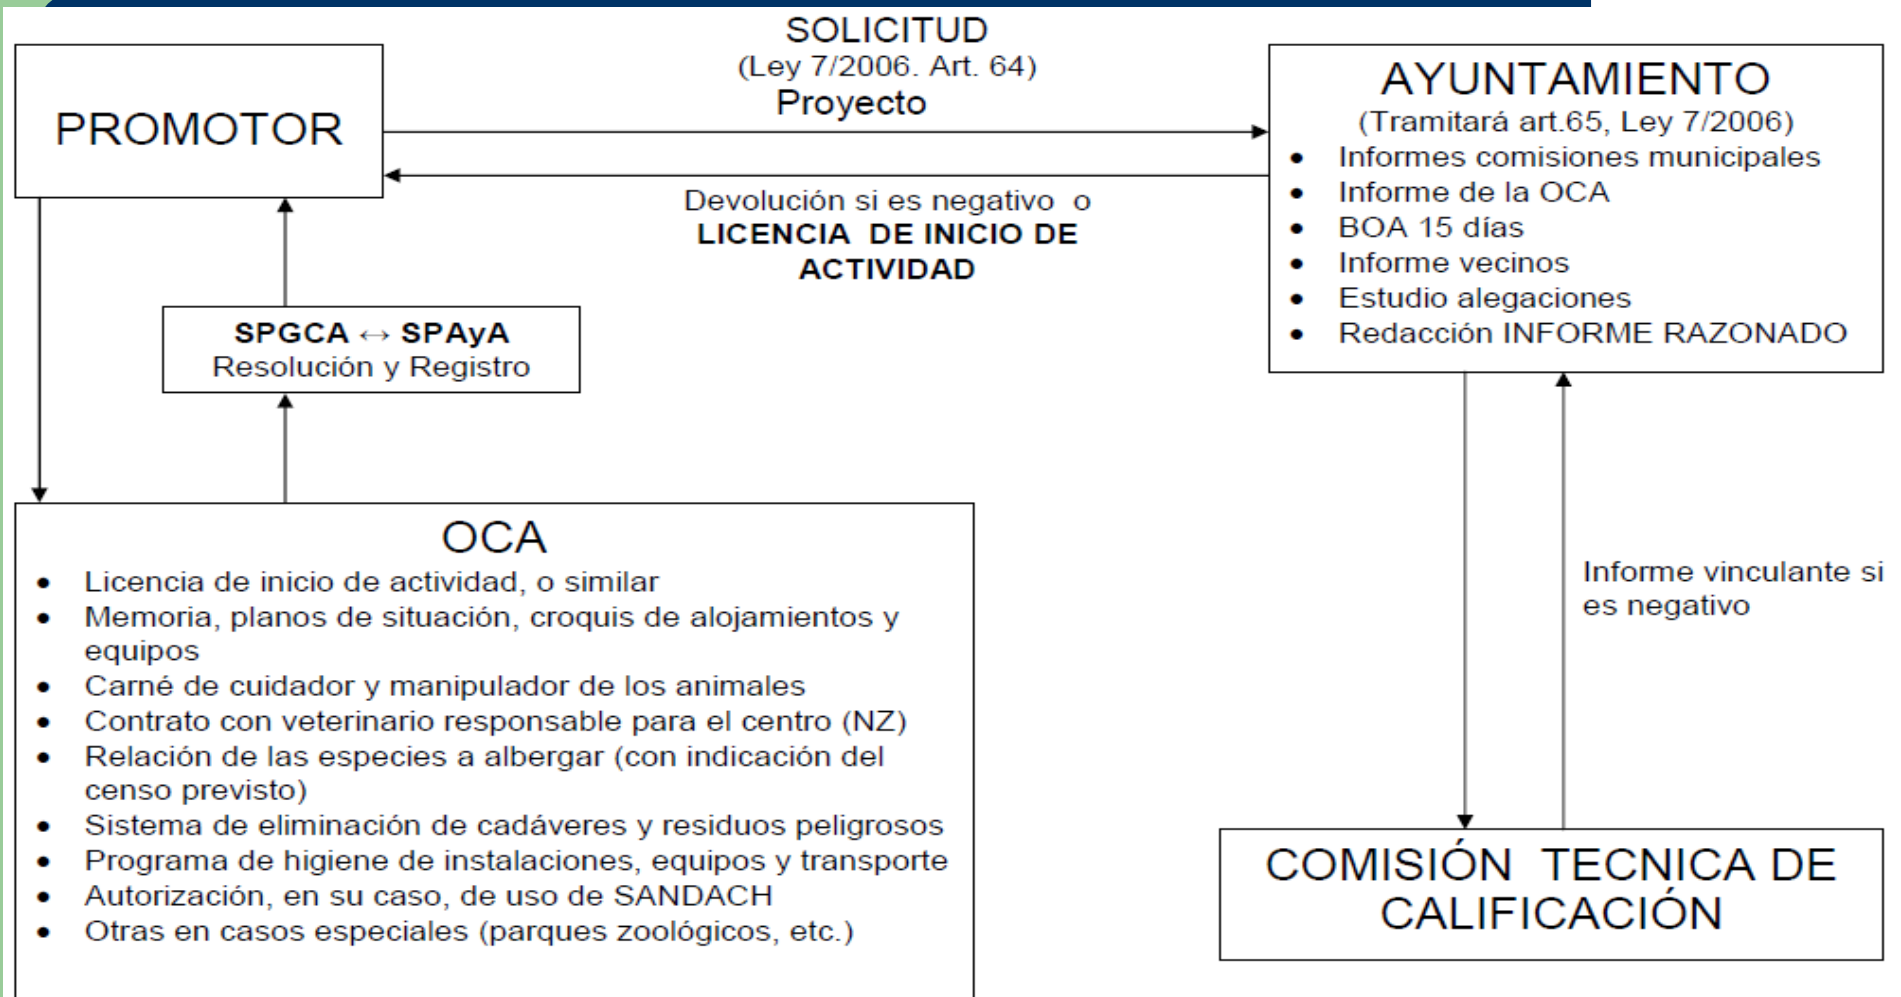 SOLICITUD
(Ley 7/2006. Art. 64)
Proyecto
PROMOTOR
AYUNTAMIENTO
(Tramitará art.65, Ley 7/2006)
• Informes comisiones municipales
• Informe de la OCA
• BOA 15 días
• Informe vecinos
• Estudio alegaciones
• Redacción INFORME RAZONADO
Devolución si es negativo o
LICENCIA DE INICIO DE
ACTIVIDAD
SPGCA ↔ SPAyA
Resolución y Registro
OCA
• Licencia de inicio de actividad, o similar
• Memoria, planos de situación, croquis de alojamientos y
equipos
• Carné de cuidador y manipulador de los animales
• Contrato con veterinario responsable para el centro (NZ)
• Relación de las especies a albergar (con indicación del
censo previsto)
• Sistema de eliminación de cadáveres y residuos peligrosos
• Programa de higiene de instalaciones, equipos y transporte
• Autorización, en su caso, de uso de SANDACH
• Otras en casos especiales (parques zoológicos, etc.)
Informe vinculante si
es negativo
COMISIÓN TECNICA DE
CALIFICACIÓN